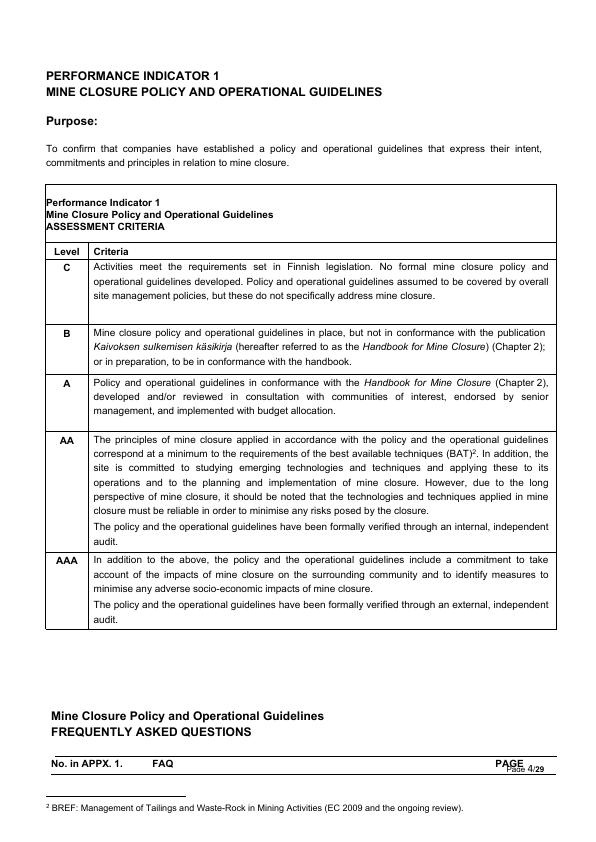 PERFORMANCE INDICATOR 1
MINE CLOSURE POLICY AND OPERATIONAL GUIDELINES
Purpose:
To confirm that companies have established a policy and operational guidelines that express their intent,
commitments and principles in relation to mine closure.
Performance Indicator 1
Mine Closure Policy and Operational Guidelines
ASSESSMENT CRITERIA
Level Criteria
C Activities meet the requirements set in Finnish legislation. No formal mine closure policy and
operational guidelines developed. Policy and operational guidelines assumed to be covered by overall
site management policies, but these do not specifically address mine closure.
B Mine closure policy and operational guidelines in place, but not in conformance with the publication
Kaivoksen sulkemisen käsikirja (hereafter referred to as the Handbook for Mine Closure) (Chapter 2);
or in preparation, to be in conformance with the handbook.
A Policy and operational guidelines in conformance with the Handbook for Mine Closure (Chapter 2),
developed and/or reviewed in consultation with communities of interest, endorsed by senior
management, and implemented with budget allocation.
AA The principles of mine closure applied in accordance with the policy and the operational guidelines
correspond at a minimum to the requirements of the best available techniques (BAT)². In addition, the
site is committed to studying emerging technologies and techniques and applying these to its
operations and to the planning and implementation of mine closure. However, due to the long
perspective of mine closure, it should be noted that the technologies and techniques applied in mine
closure must be reliable in order to minimise any risks posed by the closure.
The policy and the operational guidelines have been formally verified through an internal, independent
audit.
AAA In addition to the above, the policy and the operational guidelines include a commitment to take
account of the impacts of mine closure on the surrounding community and to identify measures to
minimise any adverse socio-economic impacts of mine closure.
The policy and the operational guidelines have been formally verified through an external, independent
audit.
Mine Closure Policy and Operational Guidelines
FREQUENTLY ASKED QUESTIONS
No. in APPX. 1. FAQ PAGE
Page 4/29
² BREF: Management of Tailings and Waste-Rock in Mining Activities (EC 2009 and the ongoing review).